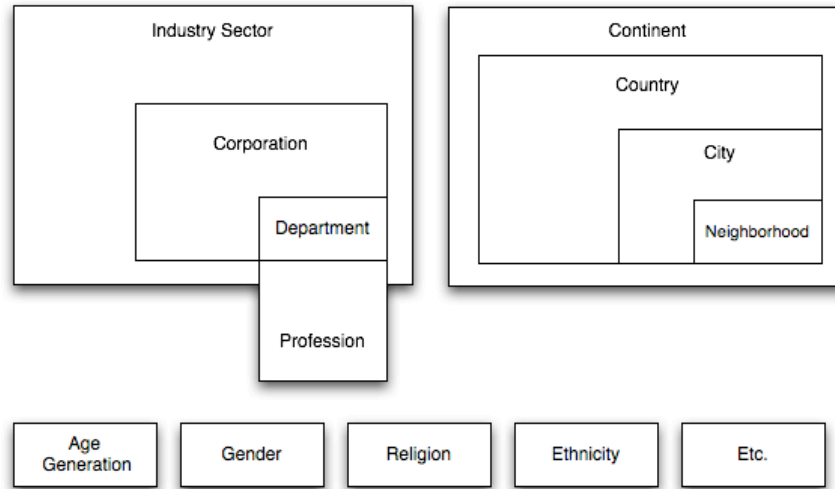 Industry Sector
Corporation
Department
Profession
Continent
Country
City
Neighborhood
Age
Generation
Gender
Religion
Ethnicity
Etc.